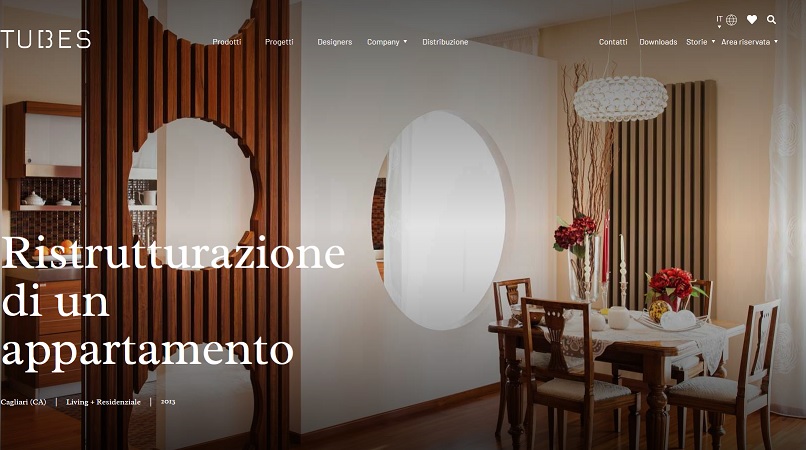 IT
TUBES
Prodotti Progetti Designers Company Distribuzione Contatti Downloads Storie Area riservata
Ristrutturazione
di un
appartamento
Cagliari (CA) | Living + Residenziale | 2013